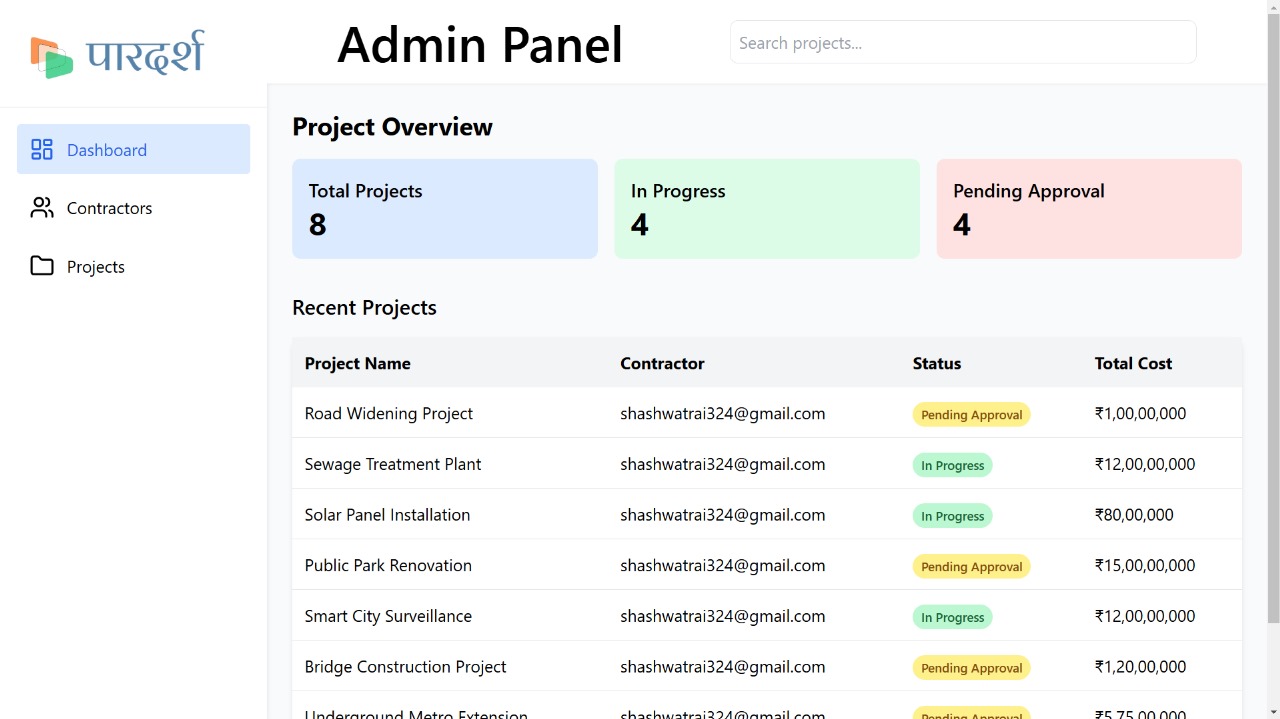 पारदर्श
Admin Panel
Search projects...
Dashboard
Contractors
Projects
Project Overview
Total Projects
8
In Progress
4
Pending Approval
4
Recent Projects
Project Name Contractor Status Total Cost
Road Widening Project shashwatrai324@gmail.com Pending Approval ₹1,00,00,000
Sewage Treatment Plant shashwatrai324@gmail.com In Progress ₹12,00,00,000
Solar Panel Installation shashwatrai324@gmail.com In Progress ₹80,00,000
Public Park Renovation shashwatrai324@gmail.com Pending Approval ₹15,00,00,000
Smart City Surveillance shashwatrai324@gmail.com In Progress ₹12,00,00,000
Bridge Construction Project shashwatrai324@gmail.com Pending Approval ₹1,20,00,000
Underground Metro Extension shashwatrai324@gmail.com Pending Approval ₹5,75,00,000